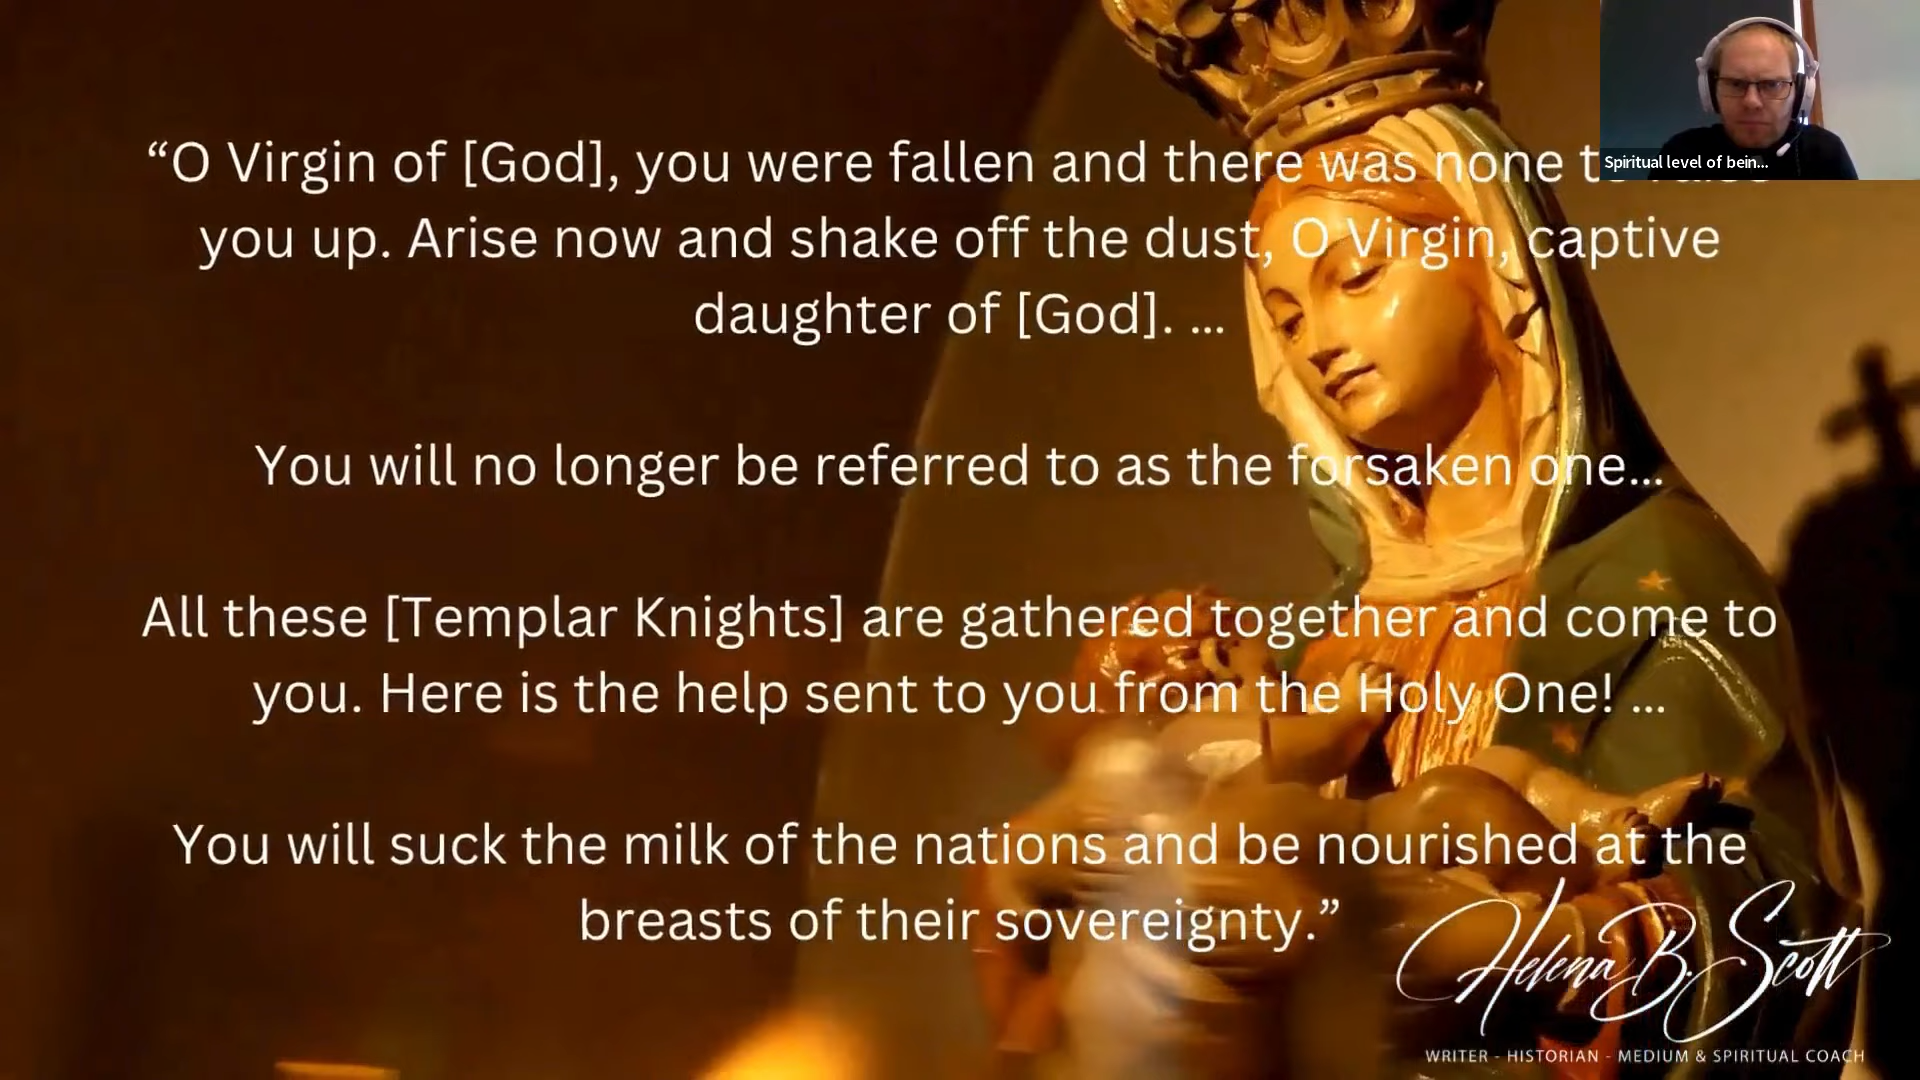 “O Virgin of [God], you were fallen and there was none
you up. Arise now and shake off the dust, O Virgin, captive
daughter of [God]. ...
You will no longer be referred to as the forsaken one...
All these [Templar Knights] are gathered together and come to
you. Here is the help sent to you from the Holy One! ...
You will suck the milk of the nations and be nourished at the
breasts of their sovereignty.”
Spiritual level of bein...
Helena B. Scott
WRITER - HISTORIAN - MEDIUM & SPIRITUAL COACH